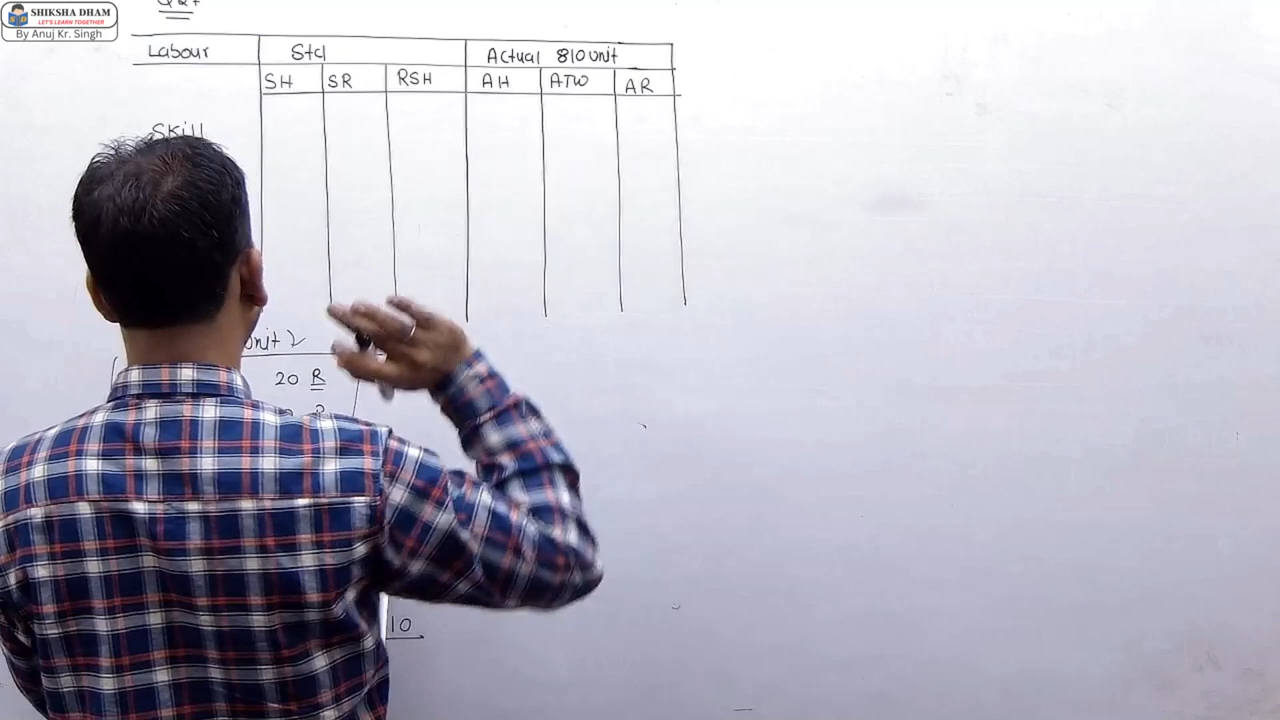 SHIKSHA DHAM
LET'S LEARN TOGETHER
By Anuj Kr. Singh
Labour Std Actual 810 unit
SH SR RSH AH ATW AR
Skill
unit 2
20 R
R
10